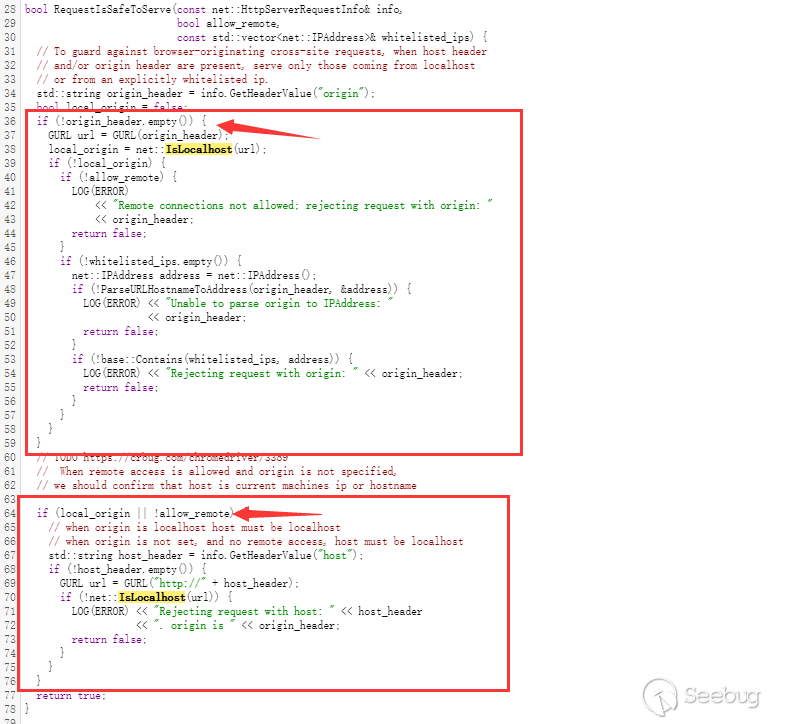 28 bool RequestIsSafeToServe(const net::HttpServerRequestInfo& info,
29 bool allow_remote,
30 const std::vector<net::IPAddress>& whitelisted_ips) {
31 // To guard against browser-originating cross-site requests, when host header
32 // and/or origin header are present, serve only those coming from localhost
33 // or from an explicitly whitelisted ip.
34 std::string origin_header = info.GetHeaderValue("origin");
35 bool local_origin = false;
36 if (!origin_header.empty()) {
37 GURL url = GURL(origin_header);
38 local_origin = net::IsLocalhost(url);
39 if (!local_origin) {
40 if (!allow_remote) {
41 LOG(ERROR)
42 << "Remote connections not allowed; rejecting request with origin: "
43 << origin_header;
44 return false;
45 }
46 if (!whitelisted_ips.empty()) {
47 net::IPAddress address = net::IPAddress();
48 if (!ParseURLHostnameToAddress(origin_header, &address)) {
49 LOG(ERROR) << "Unable to parse origin to IPAddress: "
50 << origin_header;
51 return false;
52 }
53 if (!base::Contains(whitelisted_ips, address)) {
54 LOG(ERROR) << "Rejecting request with origin: " << origin_header;
55 return false;
56 }
57 }
58 }
59 }
60 // TODO https://crbug.com/chromedriver/3389
61 // When remote access is allowed and origin is not specified,
62 // we should confirm that host is current machines ip or hostname
63
64 if (local_origin || !allow_remote)
65 // when origin is localhost host must be localhost
66 // when origin is not set, and no remote access, host must be localhost
67 std::string host_header = info.GetHeaderValue("host");
68 if (!host_header.empty()) {
69 GURL url = GURL("http://" + host_header);
70 if (!net::IsLocalhost(url)) {
71 LOG(ERROR) << "Rejecting request with host: " << host_header
72 << ". origin is " << origin_header;
73 return false;
74 }
75 }
76 }
77 return true;
78 }
79
Seebug